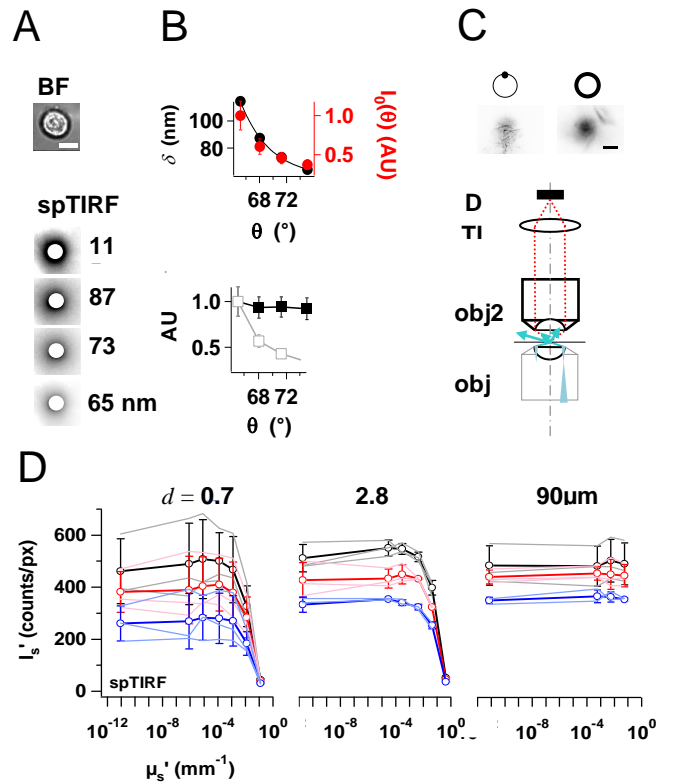 A
BF
spTIRF
11
87
73
65 nm
B
100
80
δ (nm)
1.0
0.5
I₀(θ) (AU)
68 72
θ (°)
1.0
0.5
AU
68 72
θ (°)
C
D
TL
obj2
obj
D
d = 0.7
2.8
90µm
600
400
200
0
Iₛ' (counts/px)
spTIRF
10⁻¹² 10⁻⁸ 10⁻⁴ 10⁰
10⁻⁸ 10⁻⁴ 10⁰
10⁻⁸ 10⁻⁴ 10⁰
µₛ' (mm⁻¹)